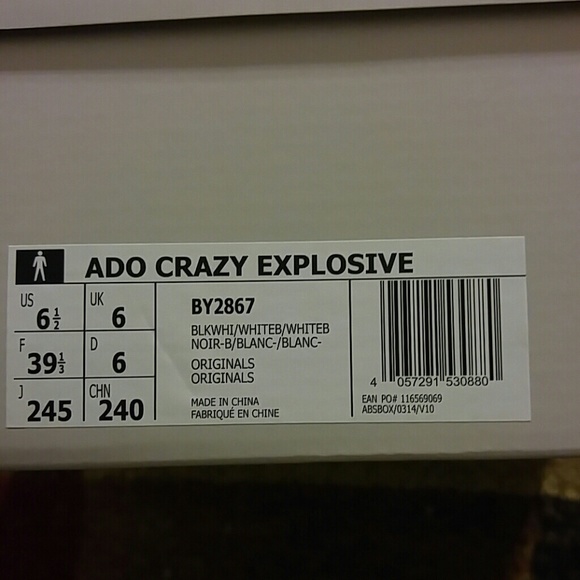 ADO CRAZY EXPLOSIVE
US 6½ UK 6
F 39⅓ D 6
J 245 CHN 240
BY2867
BLKWHI/WHITEB/WHITEB
NOIR-B/BLANC-/BLANC-
ORIGINALS
ORIGINALS
MADE IN CHINA
FABRIQUÉ EN CHINE
4 057291 530880
EAN PO# 116569069
ABSBOX/0314/V10